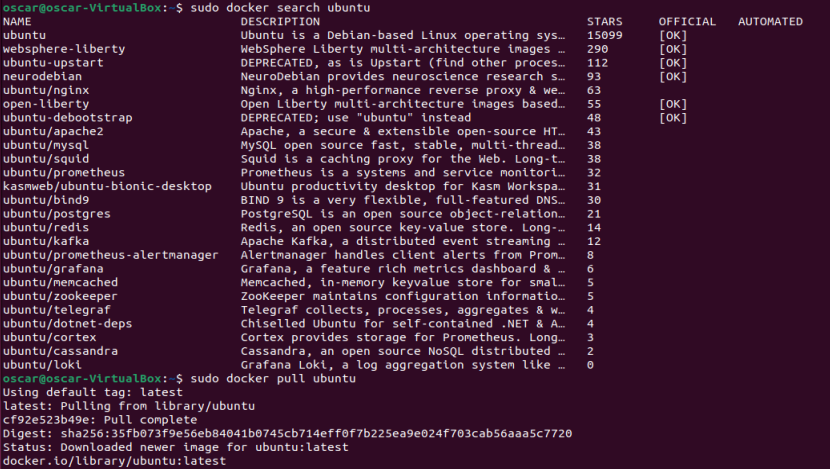 oscar@oscar-VirtualBox:~$ sudo docker search ubuntu
NAME DESCRIPTION STARS OFFICIAL AUTOMATED
ubuntu Ubuntu is a Debian-based Linux operating sys… 15099 [OK]
websphere-liberty WebSphere Liberty multi-architecture images … 290 [OK]
ubuntu-upstart DEPRECATED, as is Upstart (find other proces… 112 [OK]
neurodebian NeuroDebian provides neuroscience research s… 93 [OK]
ubuntu/nginx Nginx, a high-performance reverse proxy & we… 63
open-liberty Open Liberty multi-architecture images based… 55 [OK]
ubuntu-debootstrap DEPRECATED; use "ubuntu" instead 48 [OK]
ubuntu/apache2 Apache, a secure & extensible open-source HT… 43
ubuntu/mysql MySQL open source fast, stable, multi-thread… 38
ubuntu/squid Squid is a caching proxy for the Web. Long-t… 38
ubuntu/prometheus Prometheus is a systems and service monitori… 32
kasmweb/ubuntu-bionic-desktop Ubuntu productivity desktop for Kasm Workspa… 31
ubuntu/bind9 BIND 9 is a very flexible, full-featured DNS… 30
ubuntu/postgres PostgreSQL is an open source object-relation… 21
ubuntu/redis Redis, an open source key-value store. Long-… 14
ubuntu/kafka Apache Kafka, a distributed event streaming … 12
ubuntu/prometheus-alertmanager Alertmanager handles client alerts from Prom… 8
ubuntu/grafana Grafana, a feature rich metrics dashboard & … 6
ubuntu/memcached Memcached, in-memory keyvalue store for smal… 5
ubuntu/zookeeper ZooKeeper maintains configuration informatio… 5
ubuntu/telegraf Telegraf collects, processes, aggregates & w… 4
ubuntu/dotnet-deps Chiselled Ubuntu for self-contained .NET & A… 4
ubuntu/cortex Cortex provides storage for Prometheus. Long… 3
ubuntu/cassandra Cassandra, an open source NoSQL distributed … 2
ubuntu/loki Grafana Loki, a log aggregation system like … 0
oscar@oscar-VirtualBox:~$ sudo docker pull ubuntu
Using default tag: latest
latest: Pulling from library/ubuntu
cf92e523b49e: Pull complete
Digest: sha256:35fb073f9e56eb84041b0745cb714eff0f7b225ea9e024f703cab56aaa5c7720
Status: Downloaded newer image for ubuntu:latest
docker.io/library/ubuntu:latest